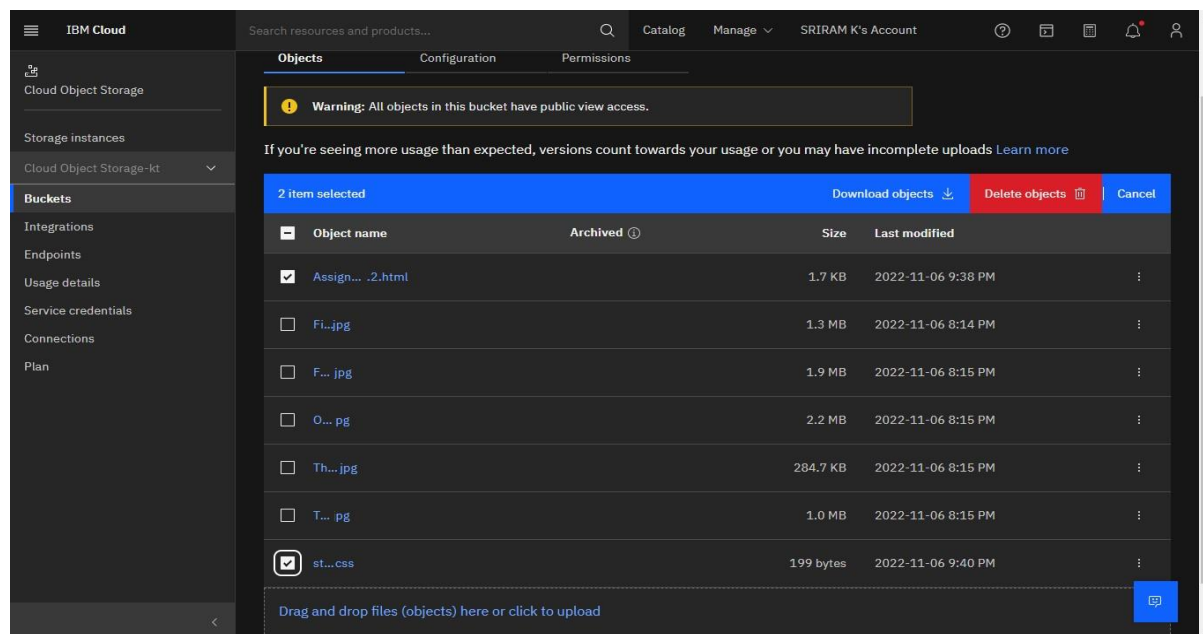 IBM Cloud
Search resources and products...
Catalog
Manage
SRIRAM K's Account
Cloud Object Storage
Storage instances
Cloud Object Storage-kt
Buckets
Integrations
Endpoints
Usage details
Service credentials
Connections
Plan
Objects Configuration Permissions
Warning: All objects in this bucket have public view access.
If you're seeing more usage than expected, versions count towards your usage or you may have incomplete uploads Learn more
2 item selected Download objects Delete objects Cancel
Object name Archived Size Last modified
Assign... .2.html 1.7 KB 2022-11-06 9:38 PM
Fi...jpg 1.3 MB 2022-11-06 8:14 PM
F... jpg 1.9 MB 2022-11-06 8:15 PM
O... pg 2.2 MB 2022-11-06 8:15 PM
Th... jpg 284.7 KB 2022-11-06 8:15 PM
T... pg 1.0 MB 2022-11-06 8:15 PM
st...css 199 bytes 2022-11-06 9:40 PM
Drag and drop files (objects) here or click to upload